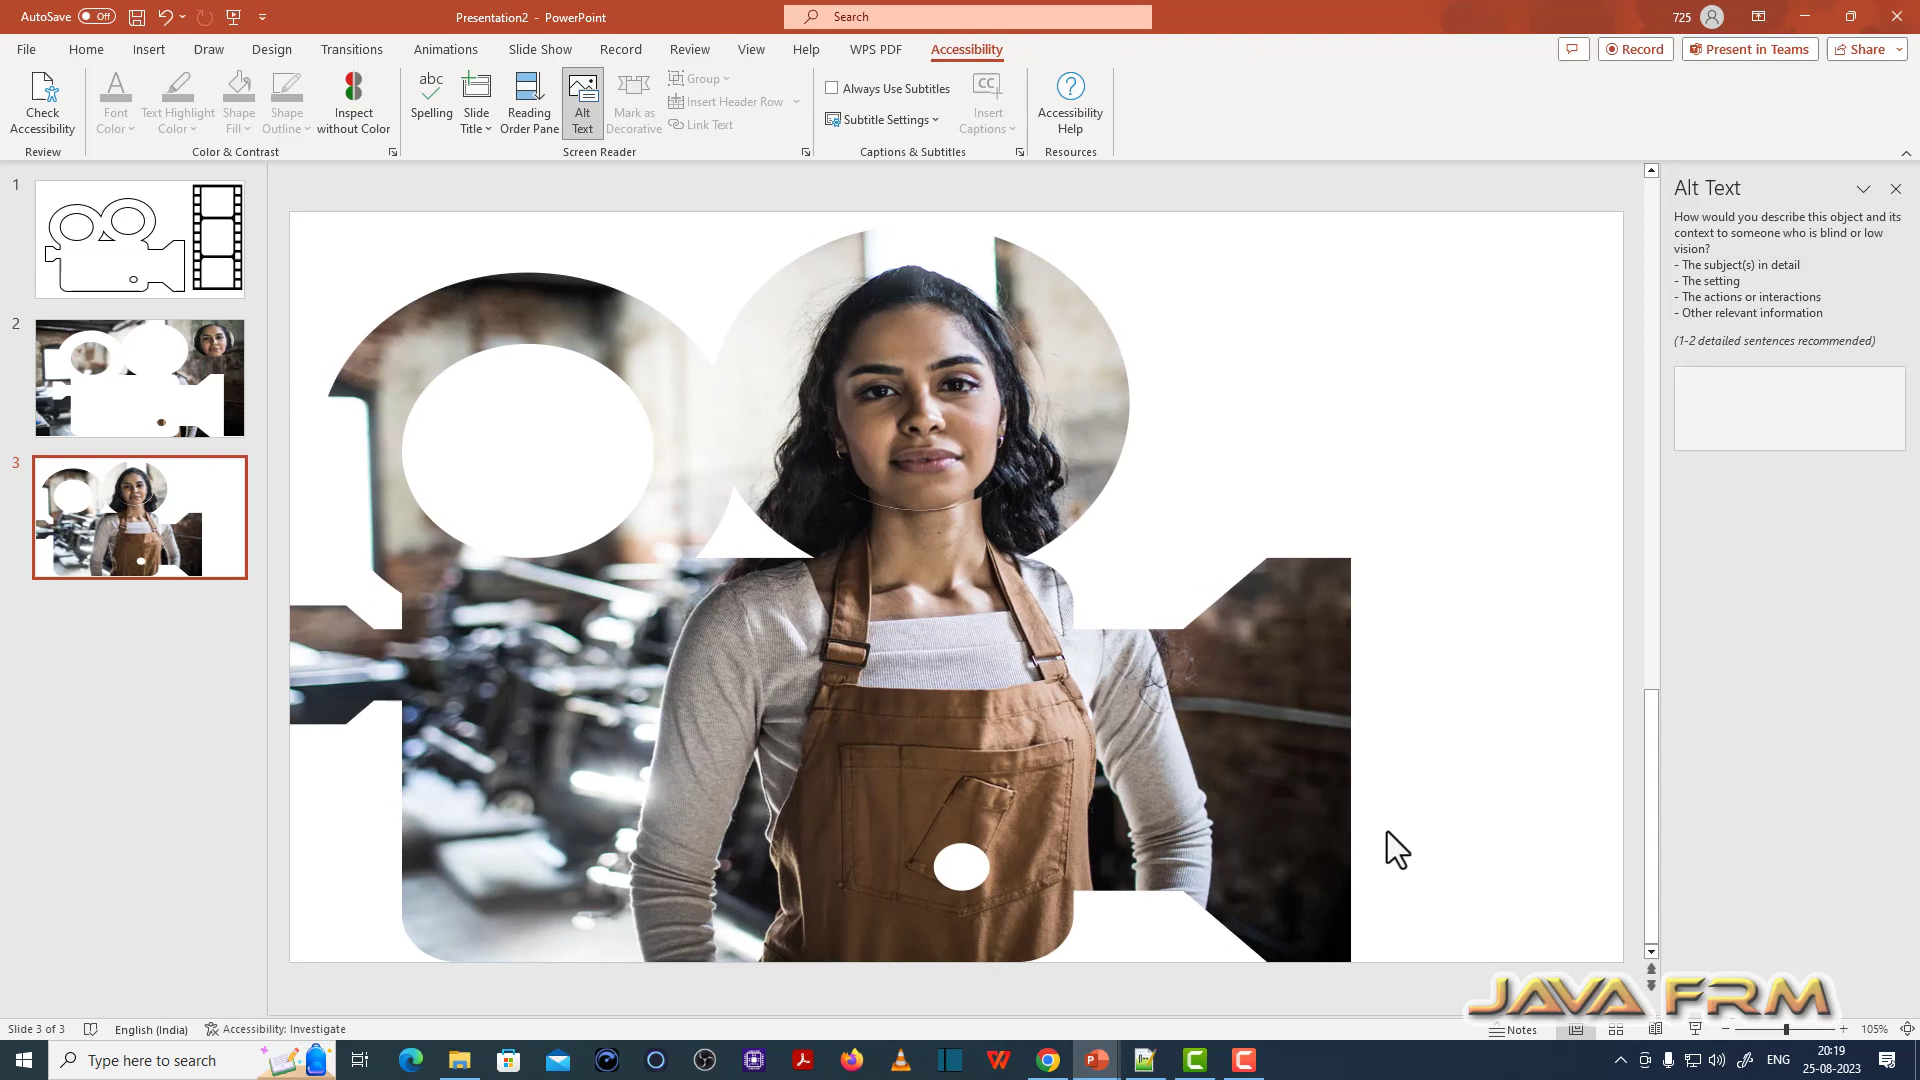 AutoSave Off
Presentation2 - PowerPoint
Search
725
File Home Insert Draw Design Transitions Animations Slide Show Record Review View Help WPS PDF Accessibility
Record Present in Teams Share
Check Accessibility
Font Color
Text Highlight Color
Shape Fill
Shape Outline
Inspect without Color
abc
Spelling
Slide Title
Reading Order Pane
Alt Text
Mark as Decorative
Group
Insert Header Row
Link Text
Always Use Subtitles
Subtitle Settings
CC
Insert Captions
?
Accessibility Help
Review
Color & Contrast
Screen Reader
Captions & Subtitles
Resources
1
2
3
Alt Text
How would you describe this object and its
context to someone who is blind or low
vision?
- The subject(s) in detail
- The setting
- The actions or interactions
- Other relevant information
(1-2 detailed sentences recommended)
JAVA FRM
Slide 3 of 3
English (India)
Accessibility: Investigate
Notes
105%
Type here to search
ENG
20:19
25-08-2023